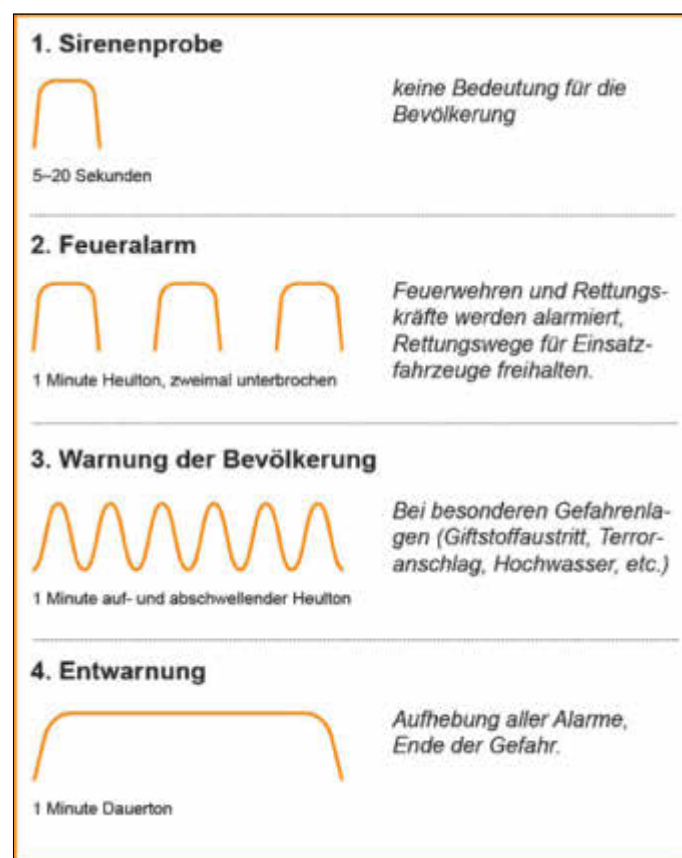 1. Sirenenprobe
keine Bedeutung für die
Bevölkerung
5–20 Sekunden
2. Feueralarm
Feuerwehren und Rettungs-
kräfte werden alarmiert,
Rettungswege für Einsatz-
fahrzeuge freihalten.
1 Minute Heulton, zweimal unterbrochen
3. Warnung der Bevölkerung
Bei besonderen Gefahrenla-
gen (Giftstoffaustritt, Terror-
anschlag, Hochwasser, etc.)
1 Minute auf- und abschwellender Heulton
4. Entwarnung
Aufhebung aller Alarme,
Ende der Gefahr.
1 Minute Dauerton